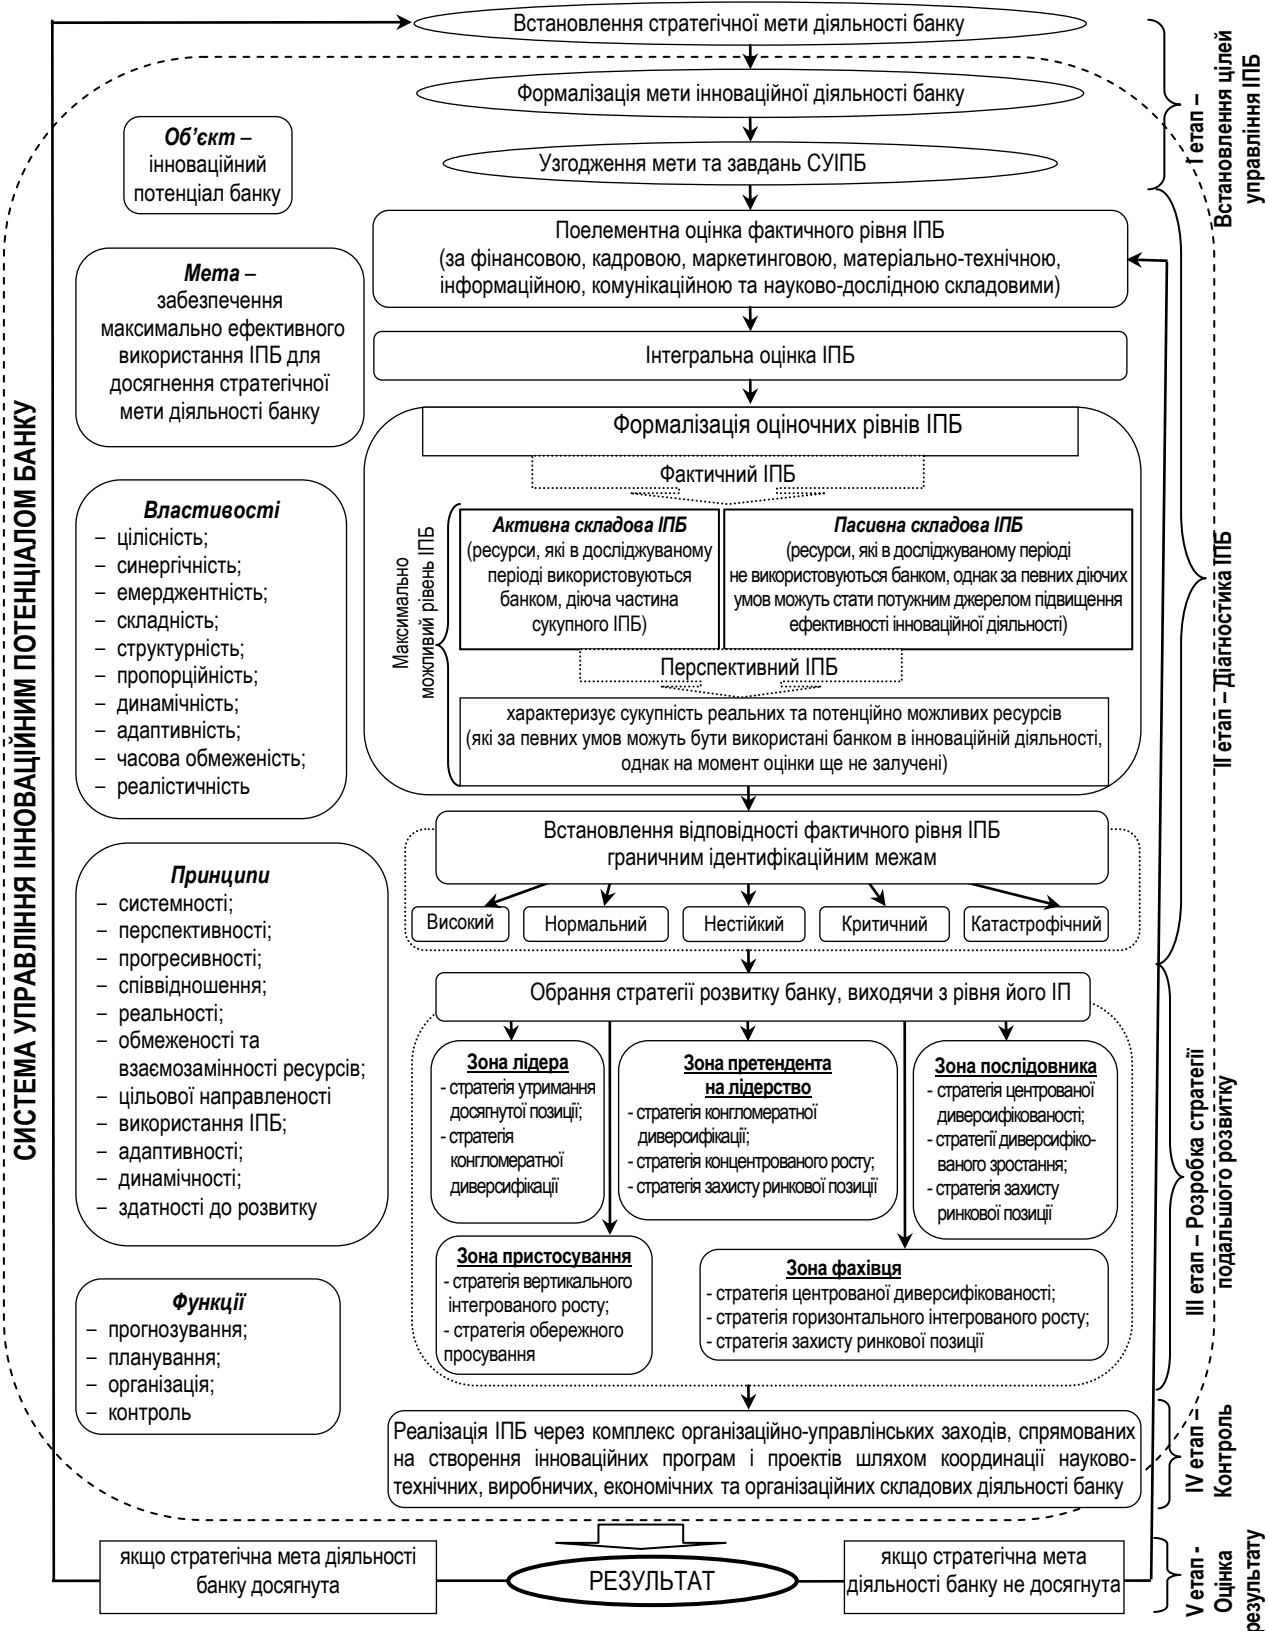 Встановлення стратегічної мети діяльності банку
Формалізація мети інноваційної діяльності банку
Узгодження мети та завдань СУІПБ
І етап –
Встановлення цілей
управління ІПБ
СИСТЕМА УПРАВЛІННЯ ІННОВАЦІЙНИМ ПОТЕНЦІАЛОМ БАНКУ
Об’єкт –
інноваційний
потенціал банку
Мета –
забезпечення
максимально ефективного
використання ІПБ для
досягнення стратегічної
мети діяльності банку
Властивості
– цілісність;
– синергічність;
– емерджентність;
– складність;
– структурність;
– пропорційність;
– динамічність;
– адаптивність;
– часова обмеженість;
– реалістичність
Принципи
– системності;
– перспективності;
– прогресивності;
– співвідношення;
– реальності;
– обмеженості та
взаємозамінності ресурсів;
– цільової направленості
– використання ІПБ;
– адаптивності;
– динамічності;
– здатності до розвитку
Функції
– прогнозування;
– планування;
– організація;
– контроль
Поелементна оцінка фактичного рівня ІПБ
(за фінансовою, кадровою, маркетинговою, матеріально-технічною,
інформаційною, комунікаційною та науково-дослідною складовими)
Інтегральна оцінка ІПБ
Формалізація оціночних рівнів ІПБ
Фактичний ІПБ
Максимально
можливий рівень ІПБ
Активна складова ІПБ
(ресурси, які в досліджуваному
періоді використовуються
банком, діюча частина
сукупного ІПБ)
Пасивна складова ІПБ
(ресурси, які в досліджуваному періоді
не використовуються банком, однак за певних діючих
умов можуть стати потужним джерелом підвищення
ефективності інноваційної діяльності)
Перспективний ІПБ
характеризує сукупність реальних та потенційно можливих ресурсів
(які за певних умов можуть бути використані банком в інноваційній діяльності,
однак на момент оцінки ще не залучені)
Встановлення відповідності фактичного рівня ІПБ
граничним ідентифікаційним межам
Високий
Нормальний
Нестійкий
Критичний
Катастрофічний
ІІ етап – Діагностика ІПБ
Обрання стратегії розвитку банку, виходячи з рівня його ІП
Зона лідера
- стратегія утримання
досягнутої позиції;
- стратегія
конгломератної
диверсифікації
Зона претендента
на лідерство
- стратегія конгломератної
диверсифікації;
- стратегія концентрованого росту;
- стратегія захисту ринкової позиції
Зона послідовника
- стратегія центрованої
диверсифікованості;
- стратегії диверсифіко-
ваного зростання;
- стратегія захисту
ринкової позиції
Зона пристосування
- стратегія вертикального
інтегрованого росту;
- стратегія обережного
просування
Зона фахівця
- стратегія центрованої диверсифікованості;
- стратегія горизонтального інтегрованого росту;
- стратегія захисту ринкової позиції
ІІІ етап – Розробка стратегії
подальшого розвитку
Реалізація ІПБ через комплекс організаційно-управлінських заходів, спрямованих
на створення інноваційних програм і проектів шляхом координації науково-
технічних, виробничих, економічних та організаційних складових діяльності банку
IV етап –
Контроль
якщо стратегічна мета діяльності
банку досягнута
РЕЗУЛЬТАТ
якщо стратегічна мета
діяльності банку не досягнута
V етап -
Оцінка
результату